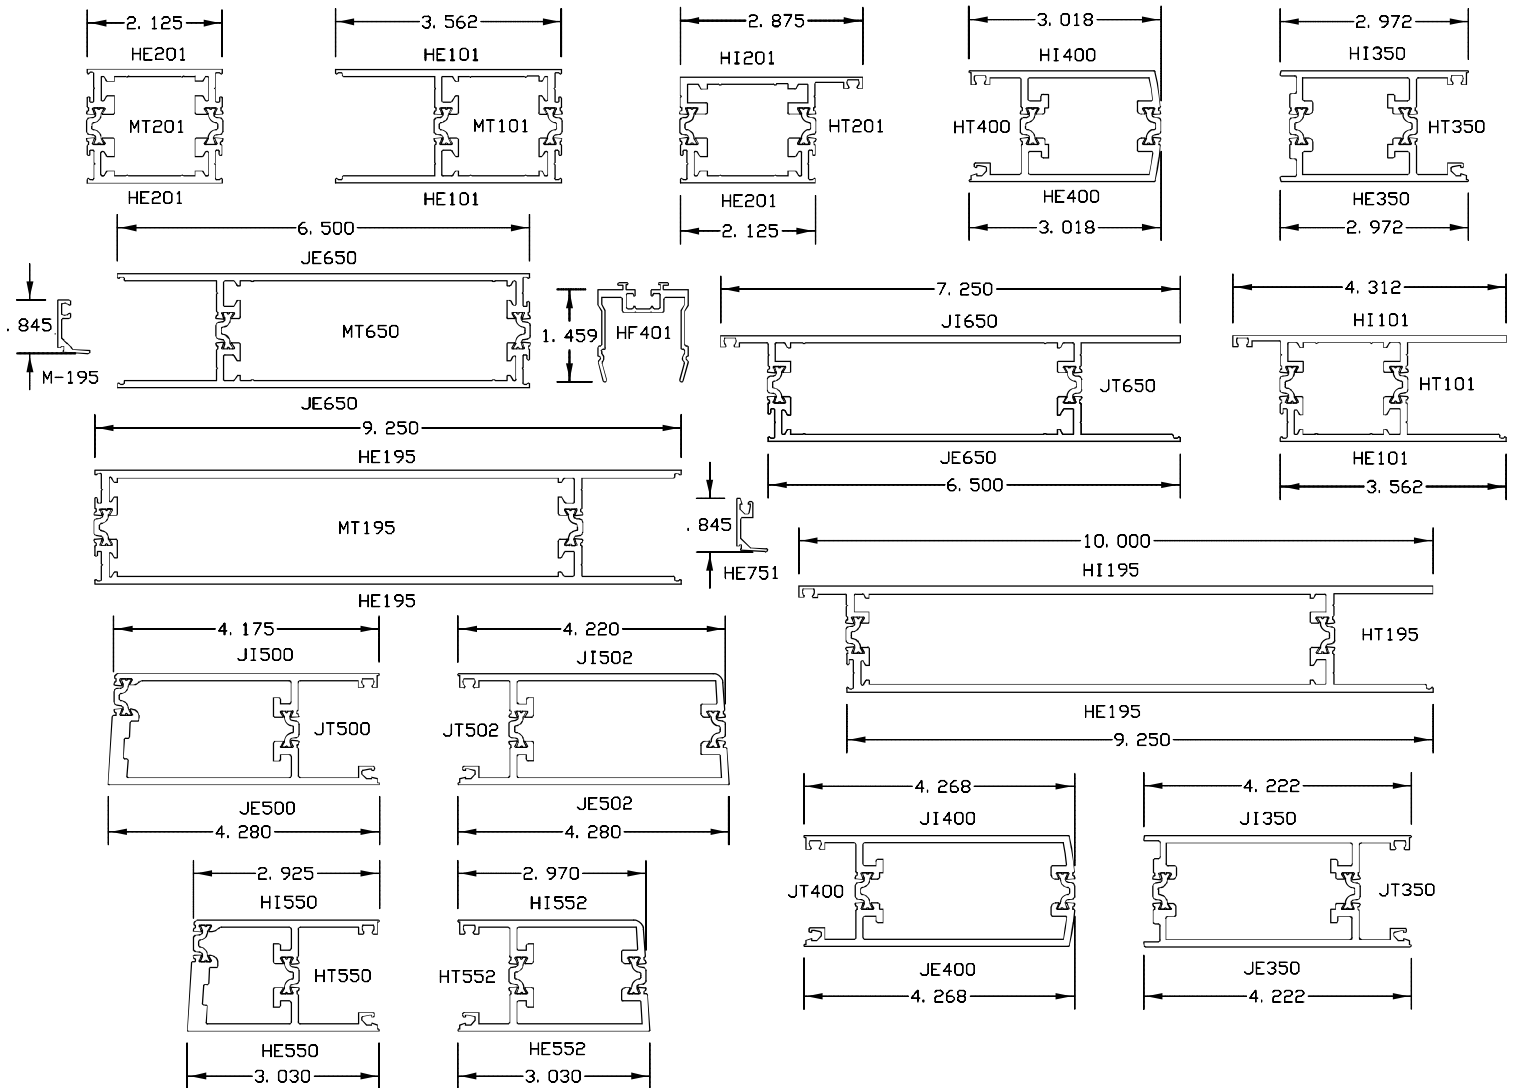 2. 125
HE201
MT201
HE201
3. 562
HE101
MT101
HE101
2. 875
HI201
HT201
HE201
2. 125
3. 018
HI400
HT400
HE400
3. 018
2. 972
HI350
HT350
HE350
2. 972
6. 500
JE650
MT650
JE650
. 845
M-195
1. 459
HF401
7. 250
JI650
JT650
JE650
6. 500
4. 312
HI101
HT101
HE101
3. 562
9. 250
HE195
MT195
HE195
. 845
HE751
10. 000
HI195
HT195
HE195
9. 250
4. 175
JI500
JT500
JE500
4. 280
4. 220
JI502
JT502
JE502
4. 280
4. 268
JI400
JT400
JE400
4. 268
4. 222
JI350
JT350
JE350
4. 222
2. 925
HI550
HT550
HE550
3. 030
2. 970
HI552
HT552
HE552
3. 030